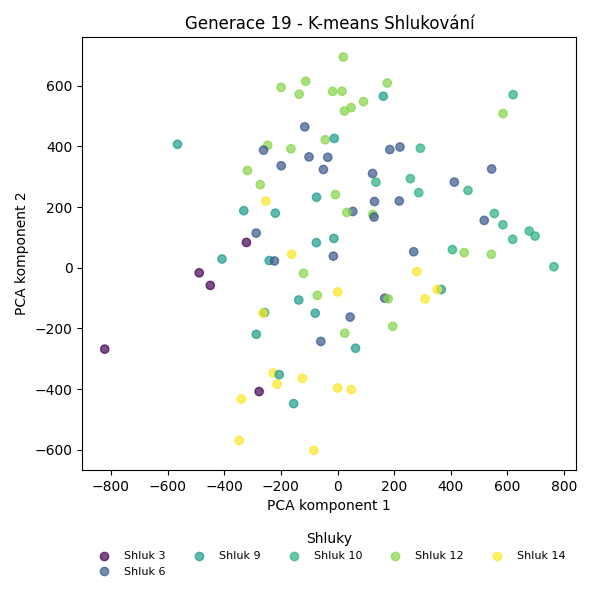 Generace 19 - K-means Shlukování
600
400
200
0
−200
−400
−600
PCA komponent 2
−800 −600 −400 −200 0 200 400 600 800
PCA komponent 1
Shluky
Shluk 3 Shluk 9 Shluk 10 Shluk 12 Shluk 14
Shluk 6